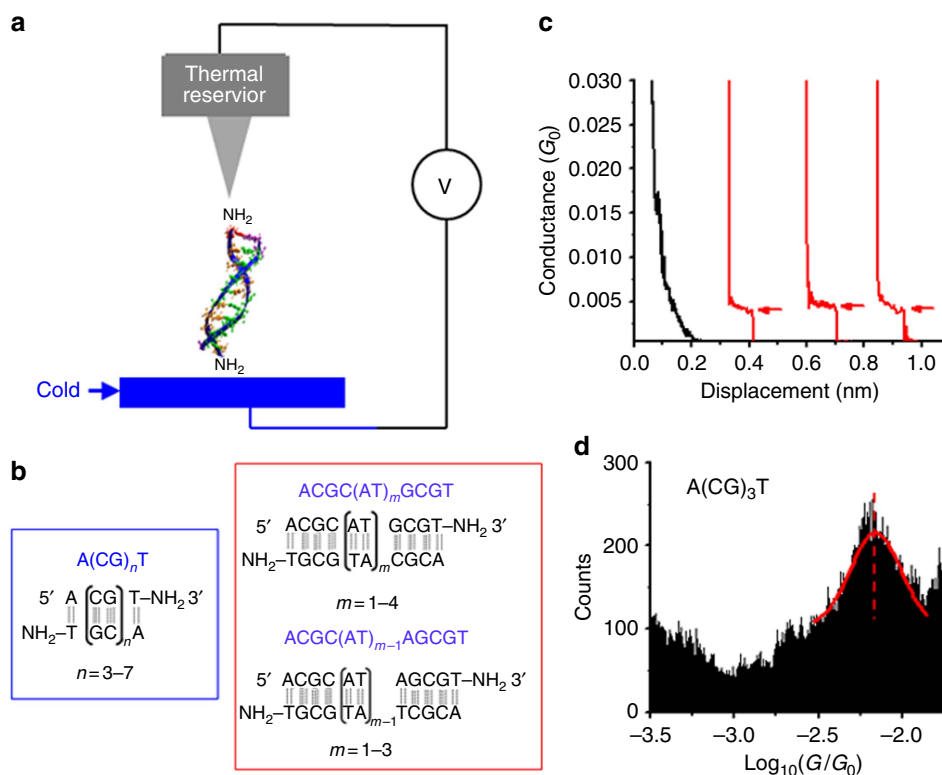 a
Thermal
reservior
V
NH₂
NH₂
Cold
b
A(CG)ₙT
5′ A CG T–NH₂ 3′
NH₂–T GC ₙ A
n = 3–7
ACGC(AT)ₘGCGT
5′ ACGC AT GCGT–NH₂ 3′
NH₂–TGCG TA ₘ CGCA
m = 1–4
ACGC(AT)ₘ₋₁AGCGT
5′ ACGC AT AGCGT–NH₂ 3′
NH₂–TGCG TA ₘ₋₁ TCGCA
m = 1–3
c
Conductance (G₀)
0.030
0.025
0.020
0.015
0.010
0.005
0.0 0.2 0.4 0.6 0.8 1.0
Displacement (nm)
d
A(CG)₃T
Counts
300
200
100
0
−3.5 −3.0 −2.5 −2.0
Log₁₀(G/G₀)